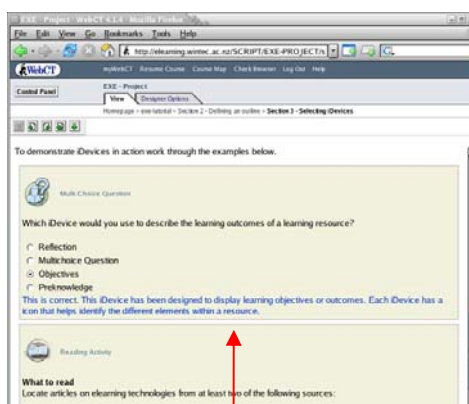 EXE - Project - WebCT 4.1.4 - Mozilla Firefox
File Edit View Go Bookmarks Tools Help
http://elearning.wintec.ac.nz/SCRIPT/EXE-PROJECT/s
WebCT
myWebCT Resume Course Course Map Check Browser Log Out Help
Control Panel
EXE - Project
View Designer Options
Homepage › exe tutorial › Section 2 - Defining an outline › Section 3 - Selecting iDevices
To demonstrate iDevices in action work through the examples below.
Multi Choice Question
Which iDevice would you use to describe the learning outcomes of a learning resource?
Reflection
Multichoice Question
Objectives
Preknowledge
This is correct. This iDevice has been designed to display learning objectives or outcomes. Each iDevice has a
icon that helps identify the different elements within a resource.
Reading Activity
What to read
Locate articles on elearning technologies from at least two of the following sources: